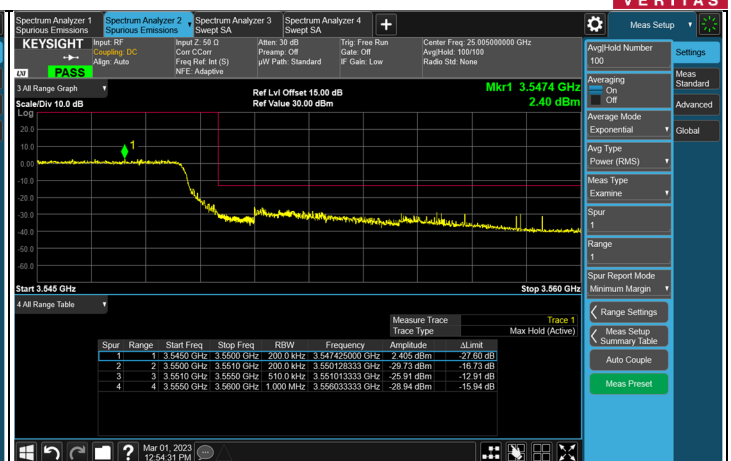 VERITAS
Spectrum Analyzer 1
Spurious Emissions
Spectrum Analyzer 2
Spurious Emissions
Spectrum Analyzer 3
Swept SA
Spectrum Analyzer 4
Swept SA
+
Meas Setup
KEYSIGHT
LXI
PASS
Input: RF
Coupling: DC
Align: Auto
Input Z: 50 Ω
Corr CCorr
Freq Ref: Int (S)
NFE: Adaptive
Atten: 30 dB
Preamp: Off
µW Path: Standard
Trig: Free Run
Gate: Off
IF Gain: Low
Center Freq: 25.005000000 GHz
Avg|Hold: 100/100
Radio Std: None
3 All Range Graph
Scale/Div 10.0 dB
Ref Lvl Offset 15.00 dB
Ref Value 30.00 dBm
Mkr1 3.5474 GHz
2.40 dBm
Log
20.0
10.0
0.00
-10.0
-20.0
-30.0
-40.0
-50.0
-60.0
1
Start 3.545 GHz
Stop 3.560 GHz
4 All Range Table
Measure Trace Trace 1
Trace Type Max Hold (Active)
Spur Range Start Freq Stop Freq RBW Frequency Amplitude ΔLimit
1 1 3.5450 GHz 3.5500 GHz 200.0 kHz 3.547425000 GHz 2.405 dBm -27.60 dB
2 2 3.5500 GHz 3.5510 GHz 200.0 kHz 3.550128333 GHz -29.73 dBm -16.73 dB
3 3 3.5510 GHz 3.5550 GHz 510.0 kHz 3.551013333 GHz -25.91 dBm -12.91 dB
4 4 3.5550 GHz 3.5600 GHz 1.000 MHz 3.556033333 GHz -28.94 dBm -15.94 dB
Avg|Hold Number
100
Averaging
On
Off
Average Mode
Exponential
Avg Type
Power (RMS)
Meas Type
Examine
Spur
1
Range
1
Spur Report Mode
Minimum Margin
Range Settings
Meas Setup
Summary Table
Auto Couple
Meas Preset
Settings
Meas
Standard
Advanced
Global
?
Mar 01, 2023
12:54:31 PM